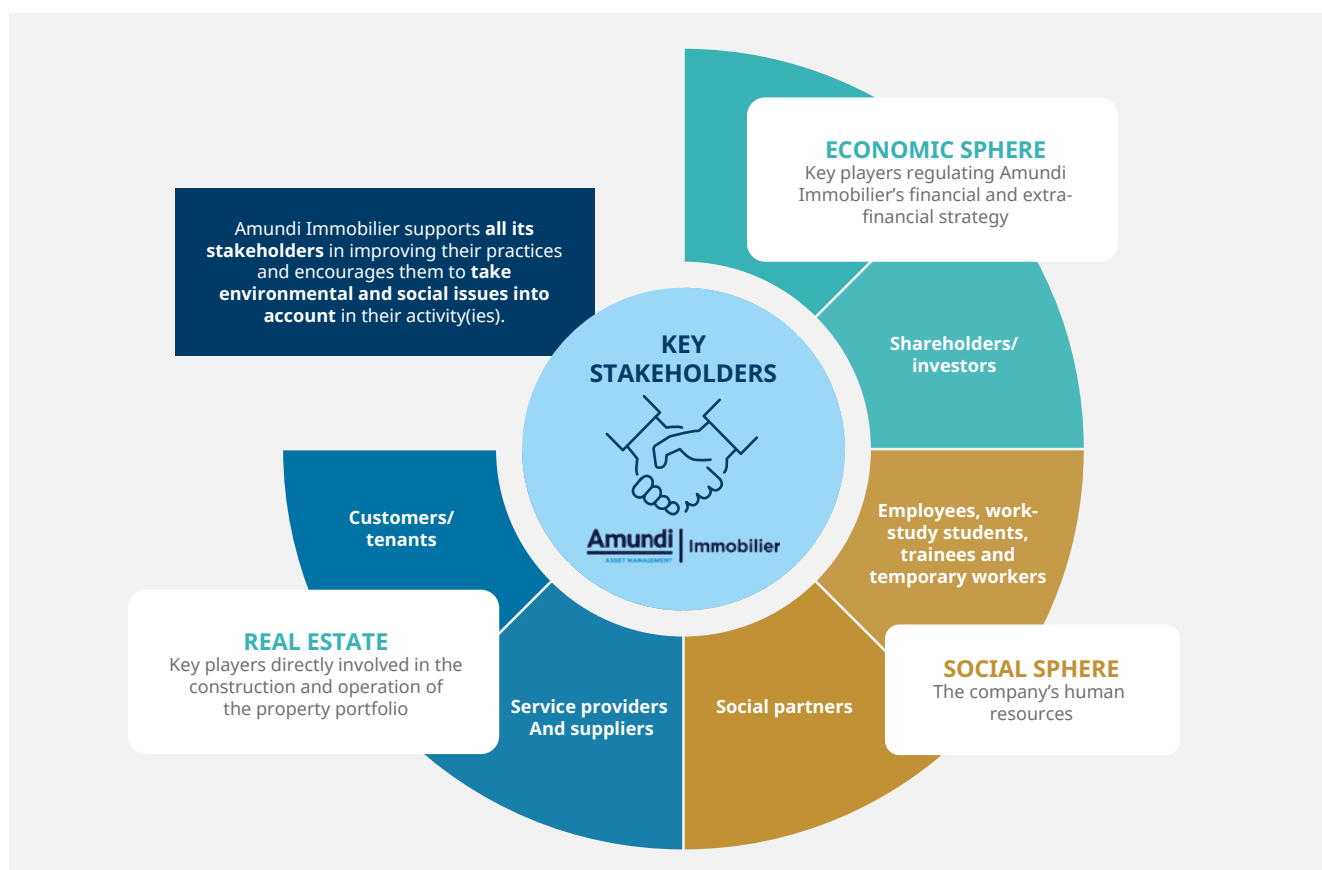 ECONOMIC SPHERE
Key players regulating Amundi
Immobilier’s financial and extra-
financial strategy
Amundi Immobilier supports all its
stakeholders in improving their practices
and encourages them to take
environmental and social issues into
account in their activity(ies).
KEY
STAKEHOLDERS
Amundi
ASSET MANAGEMENT
Immobilier
Shareholders/
investors
Employees, work-
study students,
trainees and
temporary workers
SOCIAL SPHERE
The company’s human
resources
Social partners
Service providers
And suppliers
Customers/
tenants
REAL ESTATE
Key players directly involved in the
construction and operation of
the property portfolio